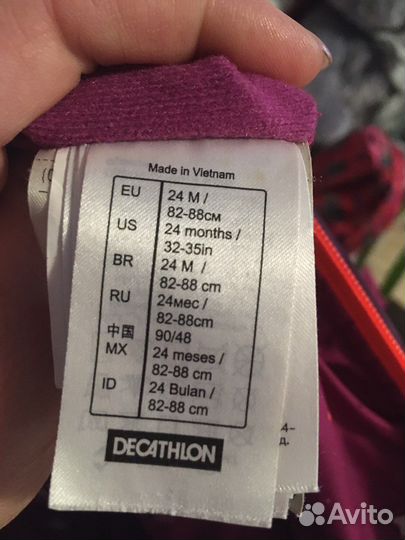 Made in Vietnam
EU 24 M /
82-88см
US 24 months /
32-35in
BR 24 M /
82-88 cm
RU 24мес /
82-88cm
中国 90/48
MX 24 meses /
82-88 cm
ID 24 Bulan /
82-88 cm
DECATHLON
4-
д.
Avito